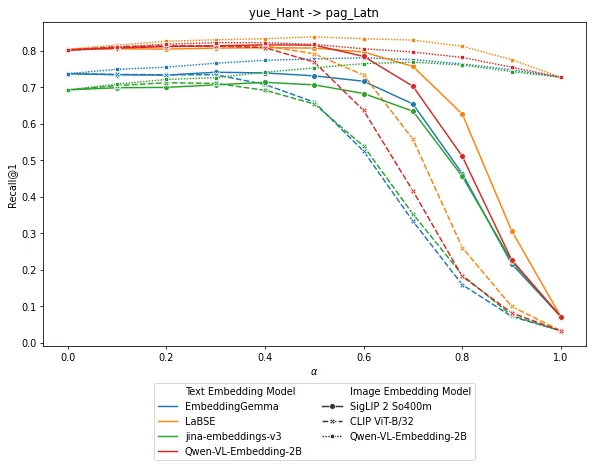 yue_Hant -> pag_Latn
Recall@1
0.8
0.7
0.6
0.5
0.4
0.3
0.2
0.1
0.0
0.0 0.2 0.4 0.6 0.8 1.0
α
Text Embedding Model Image Embedding Model
EmbeddingGemma SigLIP 2 So400m
LaBSE CLIP ViT-B/32
jina-embeddings-v3 Qwen-VL-Embedding-2B
Qwen-VL-Embedding-2B